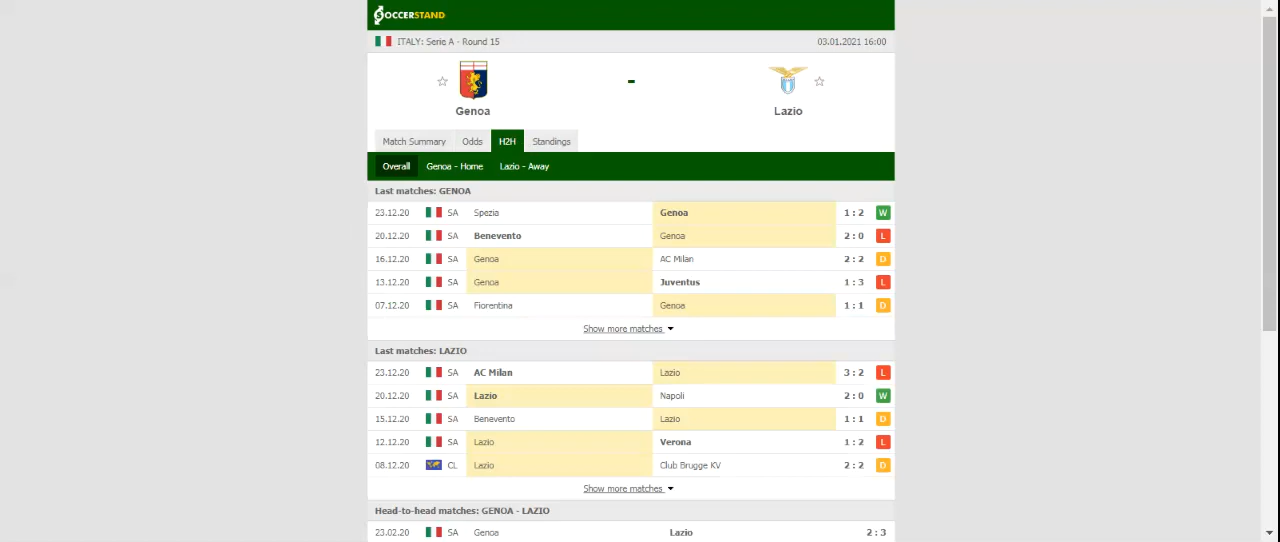 SOCCERSTAND
ITALY: Serie A - Round 15 03.01.2021 16:00
-
Genoa Lazio
Match Summary Odds H2H Standings
Overall Genoa - Home Lazio - Away
Last matches: GENOA
23.12.20 SA Spezia Genoa 1 : 2 W
20.12.20 SA Benevento Genoa 2 : 0 L
16.12.20 SA Genoa AC Milan 2 : 2 D
13.12.20 SA Genoa Juventus 1 : 3 L
07.12.20 SA Fiorentina Genoa 1 : 1 D
Show more matches
Last matches: LAZIO
23.12.20 SA AC Milan Lazio 3 : 2 L
20.12.20 SA Lazio Napoli 2 : 0 W
15.12.20 SA Benevento Lazio 1 : 1 D
12.12.20 SA Lazio Verona 1 : 2 L
08.12.20 CL Lazio Club Brugge KV 2 : 2 D
Show more matches
Head-to-head matches: GENOA - LAZIO
23.02.20 SA Genoa Lazio 2 : 3